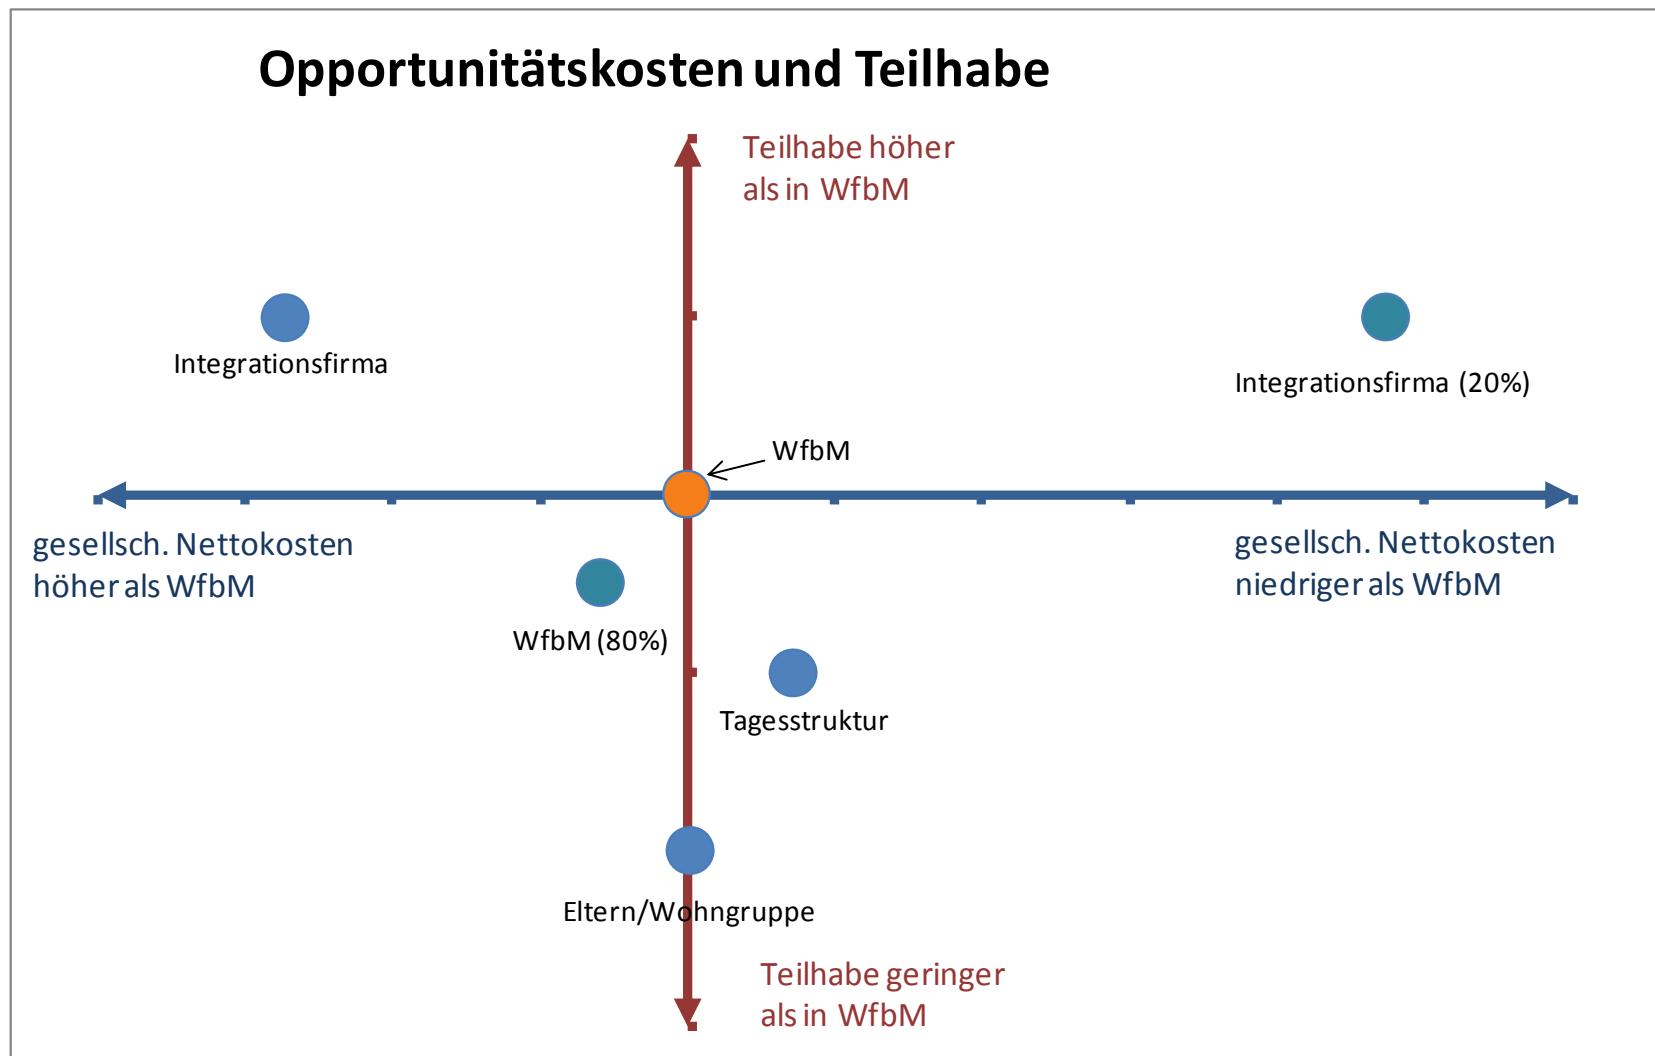 Opportunitätskosten und Teilhabe
Teilhabe höher
als in WfbM
Integrationsfirma
Integrationsfirma (20%)
WfbM
gesellsch. Nettokosten
höher als WfbM
gesellsch. Nettokosten
niedriger als WfbM
WfbM (80%)
Tagesstruktur
Eltern/Wohngruppe
Teilhabe geringer
als in WfbM